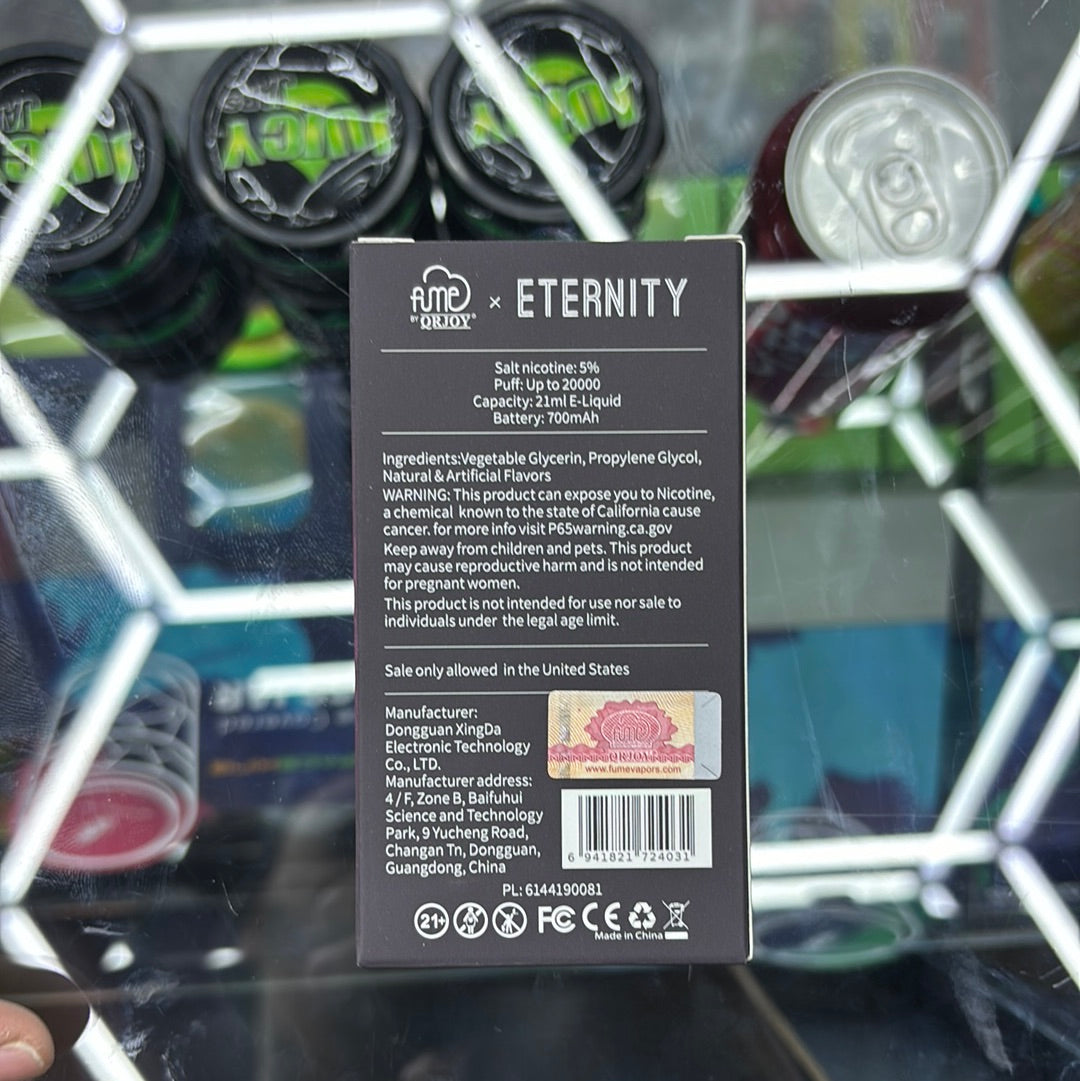 JUICY
JUICY
JUICY
fume × ETERNITY
BY QRJOY®
Salt nicotine: 5%
Puff: Up to 20000
Capacity: 21ml E-Liquid
Battery: 700mAh
Ingredients:Vegetable Glycerin, Propylene Glycol,
Natural & Artificial Flavors
WARNING: This product can expose you to Nicotine,
a chemical known to the state of California cause
cancer. for more info visit P65warning.ca.gov
Keep away from children and pets. This product
may cause reproductive harm and is not intended
for pregnant women.
This product is not intended for use nor sale to
individuals under the legal age limit.
Sale only allowed in the United States
Manufacturer:
Dongguan XingDa
Electronic Technology
Co., LTD.
Manufacturer address:
4 / F, Zone B, Baifuhui
Science and Technology
Park, 9 Yucheng Road,
Changan Tn, Dongguan,
Guangdong, China
fume
QRJOY
www.fumevapors.com
6 941821 724031
PL: 6144190081
21+ FC CE
Made in China